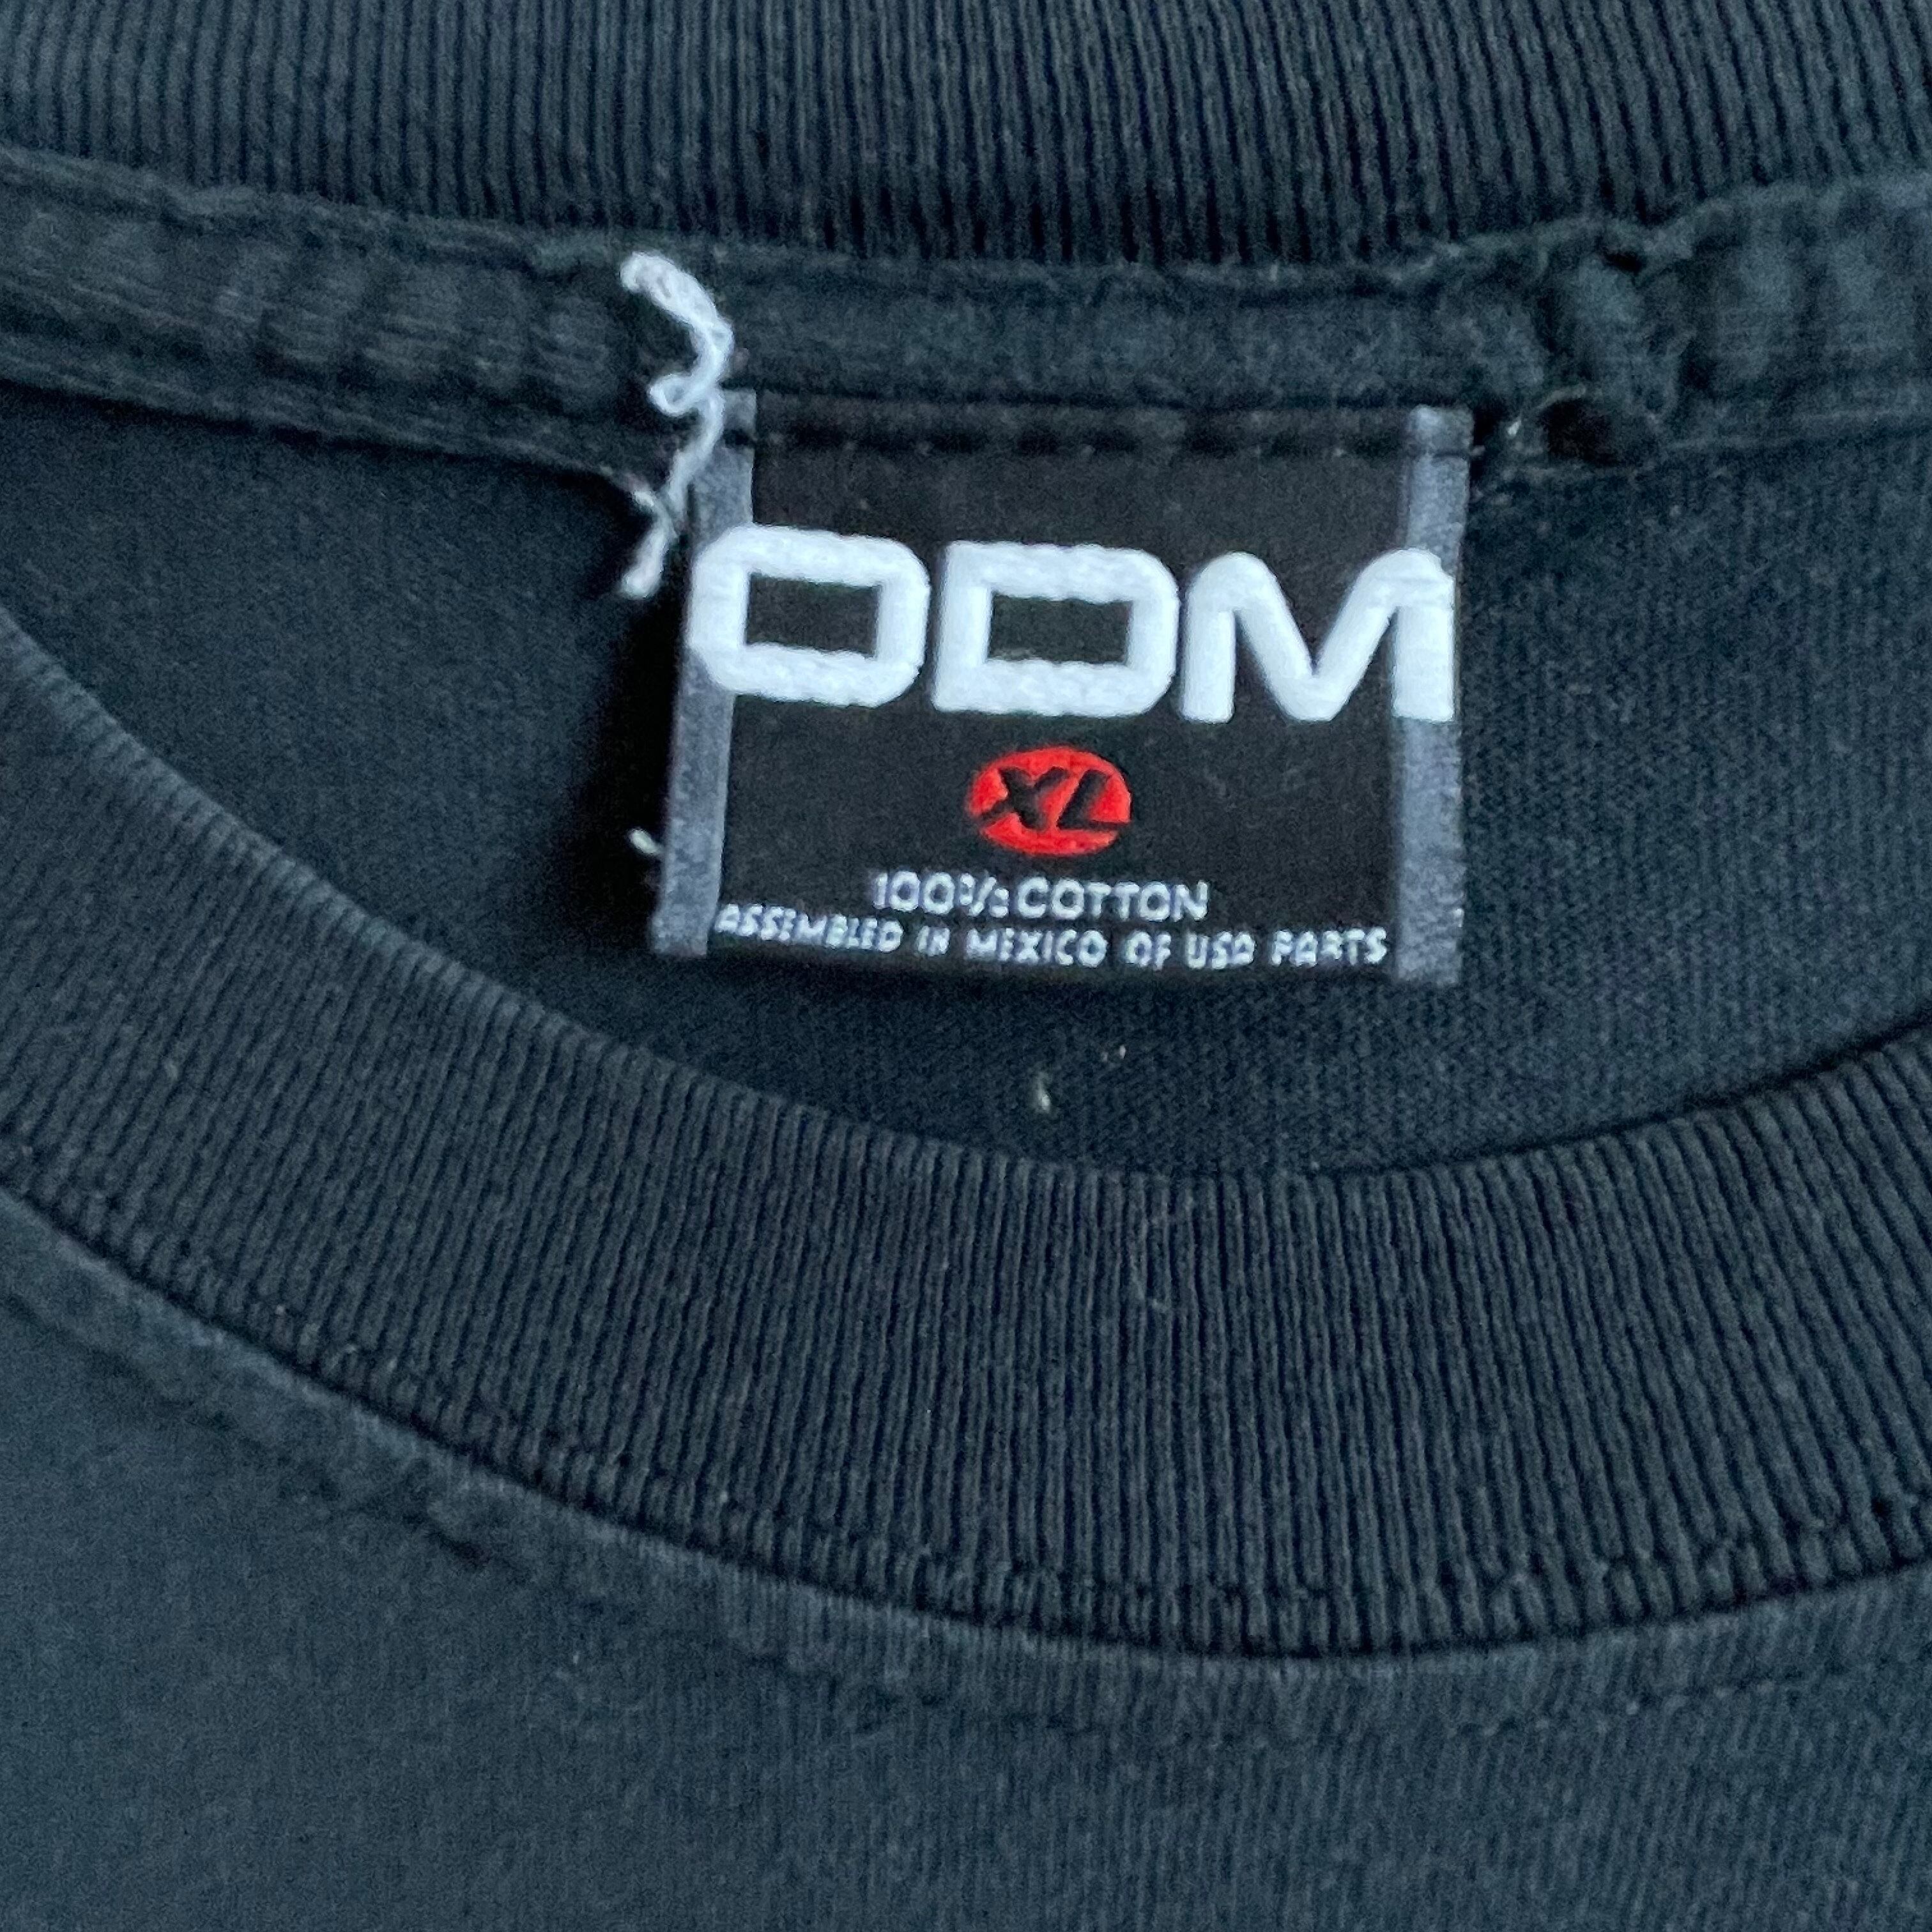 ODM
XL
100% COTTON
ASSEMBLED IN MEXICO OF USA PARTS